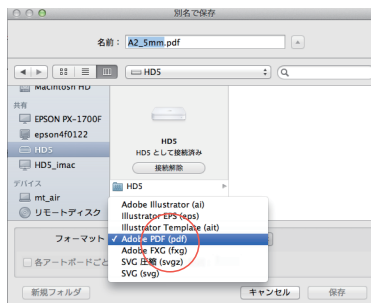 別名で保存
名前： A2_5mm.pdf
HD5
Macintosh HD
共有
EPSON PX-1700F
epson4f0122
HD5
HD5_imac
デバイス
mt_air
リモートディスク
HD5
HD5 として接続済み
接続解除
HD5
フォーマット
Adobe Illustrator (ai)
Illustrator EPS (eps)
Illustrator Template (ait)
✓ Adobe PDF (pdf)
Adobe FXG (fxg)
SVG 圧縮 (svgz)
SVG (svg)
各アートボードごと
新規フォルダ
キャンセル
保存